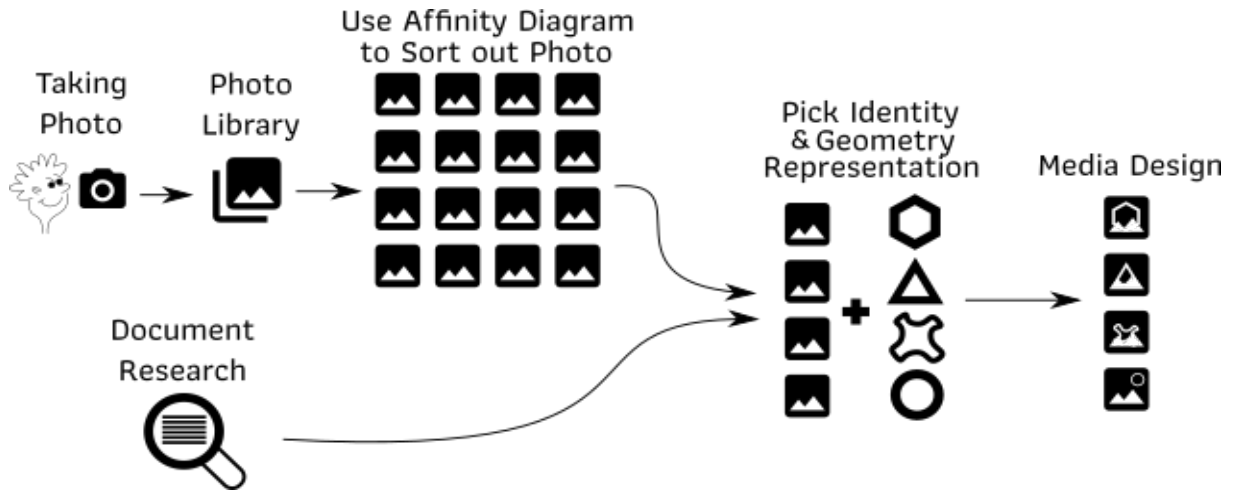 Taking
Photo
Photo
Library
Use Affinity Diagram
to Sort out Photo
Document
Research
Pick Identity
& Geometry
Representation
Media Design